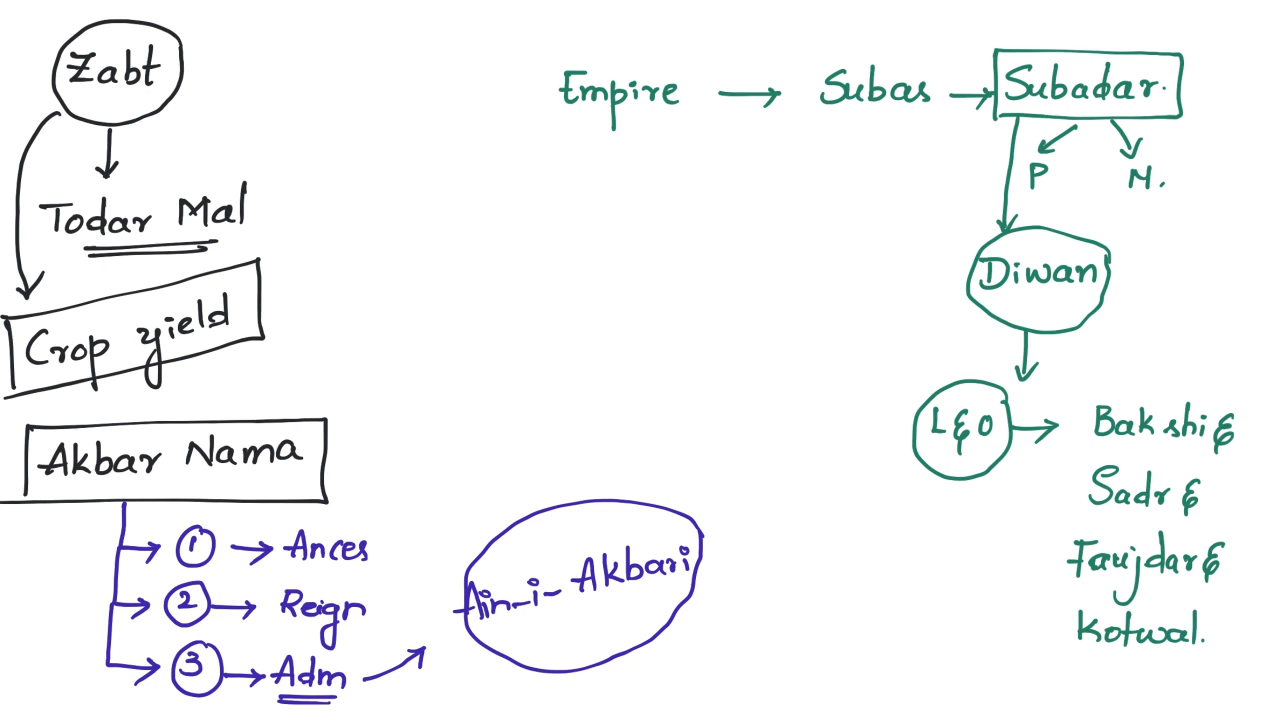 Zabt
Todar Mal
Crop yield
Akbar Nama
1 → Ances
2 → Reign
3 → Adm
Ain-i-Akbari
Empire → Subas → Subadar.
P M.
Diwan
L & O → Bakshi &
Sadr &
Faujdar &
Kotwal.